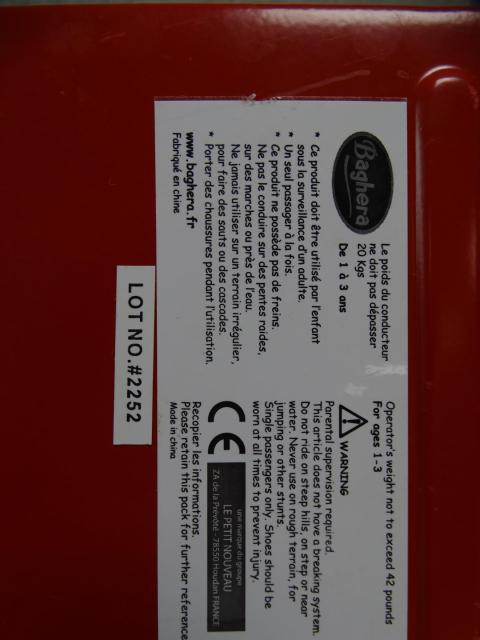 Baghera
Le poids du conducteur
ne doit pas dépasser
20 Kgs
De 1 à 3 ans
* Ce produit doit être utilisé par l'enfant
sous la surveillance d'un adulte.
* Un seul passager à la fois.
* Ce produit ne possède pas de freins.
Ne pas le conduire sur des pentes raides,
sur des marches ou près de l'eau.
Ne jamais utiliser sur un terrain irrégulier,
pour faire des sauts ou des cascades.
* Porter des chaussures pendant l'utilisation.
www.baghera.fr
Fabriqué en chine
Operator's weight not to exceed 42 pounds
For ages 1-3
WARNING
Parental supervision required.
This article does not have a breaking system.
Do not ride on steep hills, on step or near
water. Never use on rough terrain, for
jumping or other stunts.
Single passengers only. Shoes should be
worn at all times to prevent injury.
CE
une marque du groupe
LE PETIT NOUVEAU
ZA de la Prévôté - 78550 Houdan FRANCE
Recopier les informations.
Please retain this pack for further reference
Made in china
LOT NO.#2252